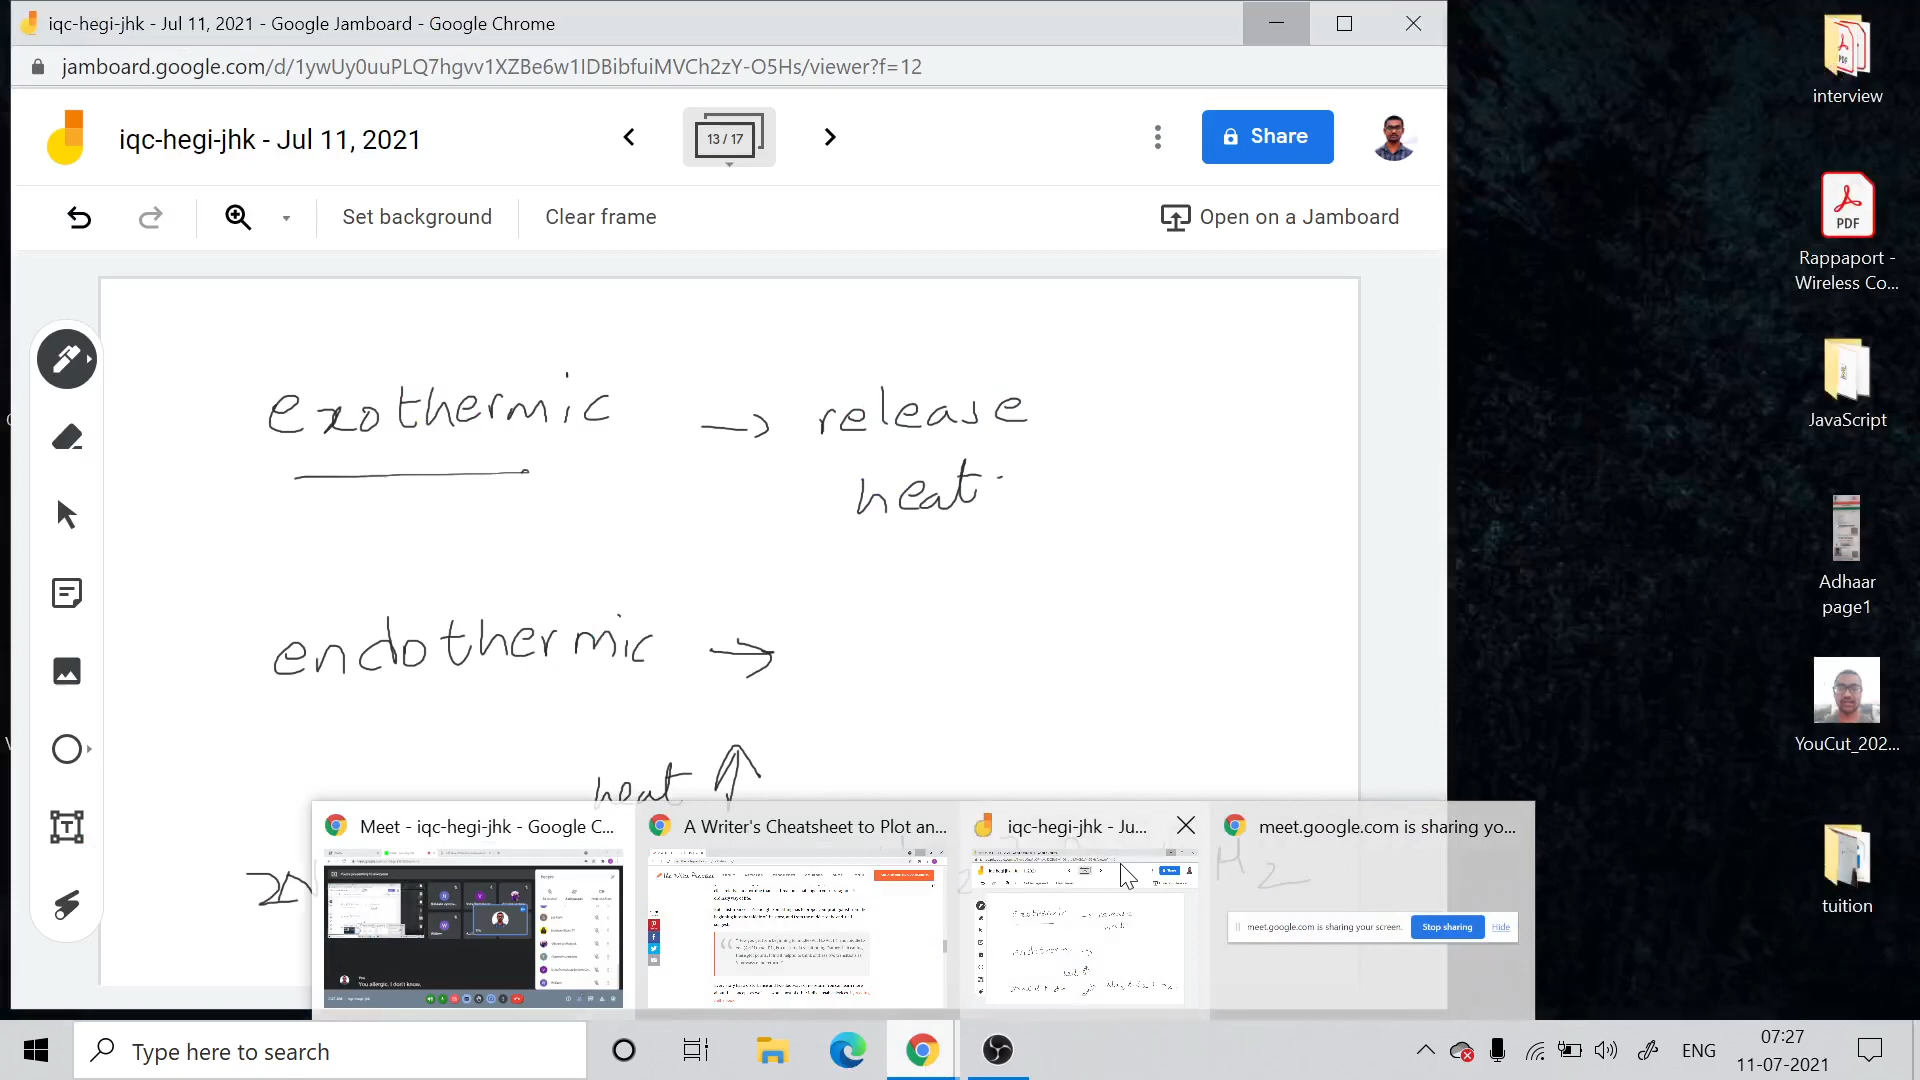 iqc-hegi-jhk - Jul 11, 2021 - Google Jamboard - Google Chrome
jamboard.google.com/d/1ywUy0uuPLQ7hgvv1XZBe6w1IDBibfuiMVCh2zY-O5Hs/viewer?f=12
iqc-hegi-jhk - Jul 11, 2021
13 / 17
Share
Set background
Clear frame
Open on a Jamboard
exothermic → release
heat
endothermic →
heat ↑
H2
Meet - iqc-hegi-jhk - Google C...
A Writer's Cheatsheet to Plot an...
iqc-hegi-jhk - Ju...
meet.google.com is sharing yo...
meet.google.com is sharing your screen.
Stop sharing
Hide
interview
PDF
Rappaport -
Wireless Co...
JavaScript
Adhaar
page1
YouCut_202...
tuition
Type here to search
ENG
07:27
11-07-2021